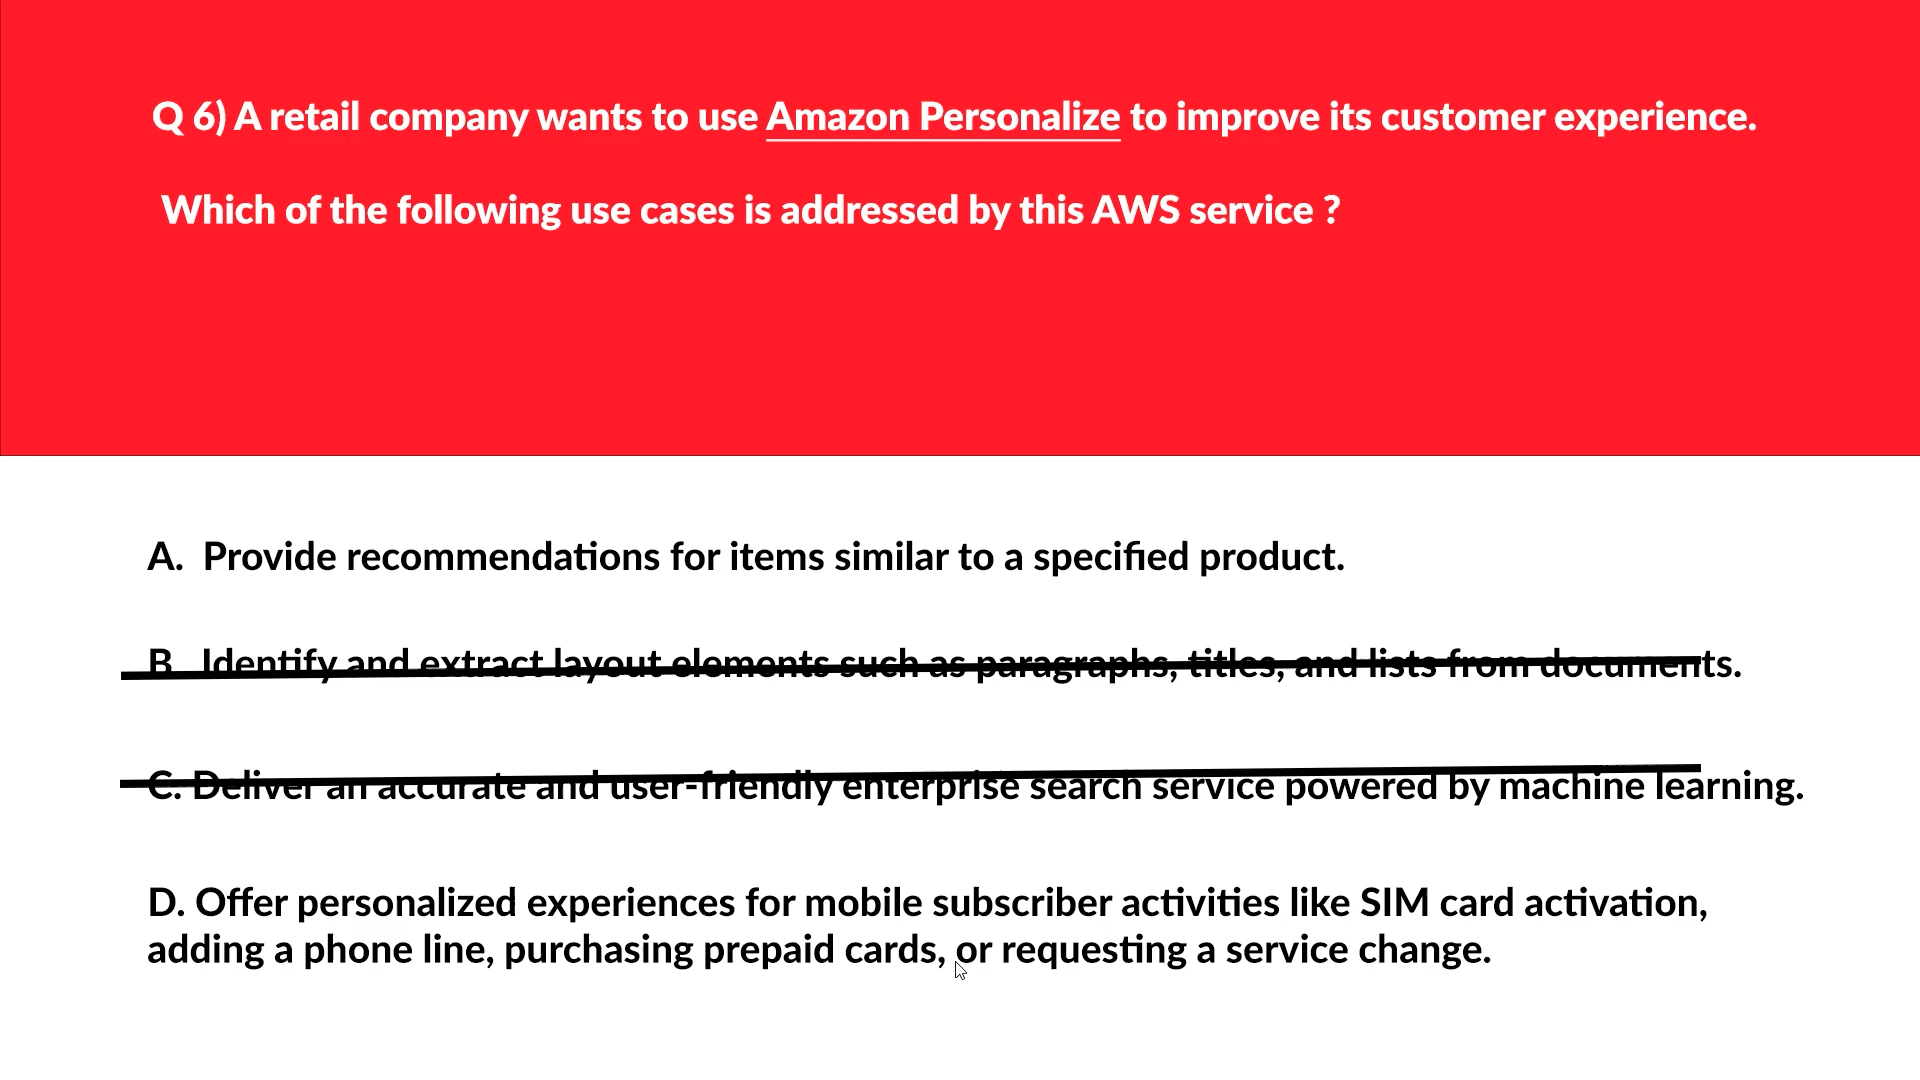 Q 6) A retail company wants to use Amazon Personalize to improve its customer experience.
Which of the following use cases is addressed by this AWS service ?
A. Provide recommendations for items similar to a specified product.
B. Identify and extract layout elements such as paragraphs, titles, and lists from documents.
C. Deliver an accurate and user-friendly enterprise search service powered by machine learning.
D. Offer personalized experiences for mobile subscriber activities like SIM card activation,
adding a phone line, purchasing prepaid cards, or requesting a service change.